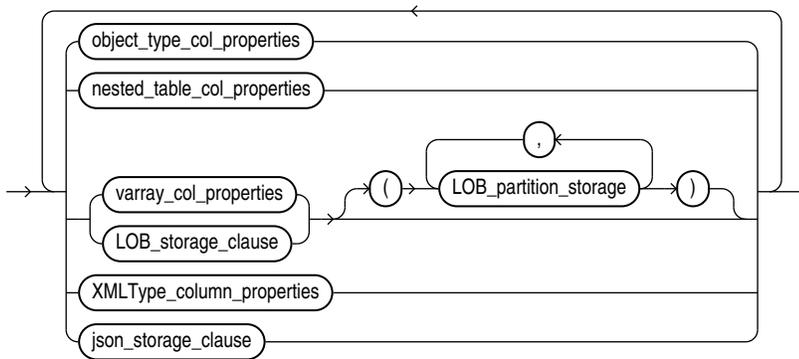 object_type_col_properties
nested_table_col_properties
,
varray_col_properties
( LOB_partition_storage )
LOB_storage_clause
XMLType_column_properties
json_storage_clause